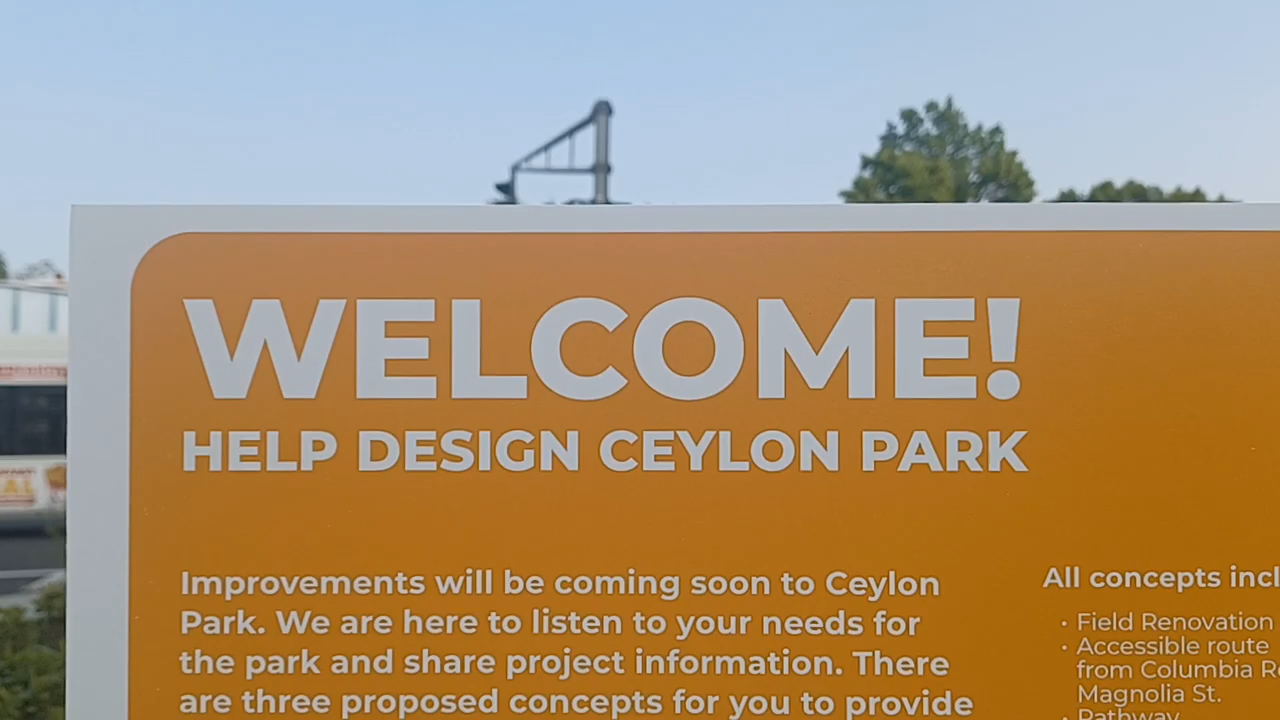 WELCOME!
HELP DESIGN CEYLON PARK
Improvements will be coming soon to Ceylon
Park. We are here to listen to your needs for
the park and share project information. There
are three proposed concepts for you to provide
All concepts incl
• Field Renovation
• Accessible route
from Columbia R
Magnolia St.
• Pathway